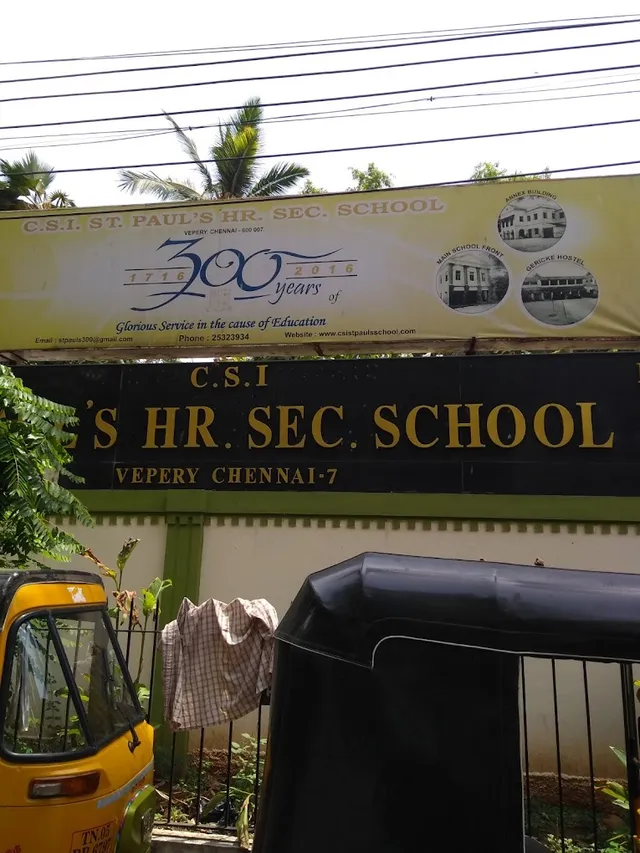 C.S.I. ST. PAUL'S HR. SEC. SCHOOL
VEPERY CHENNAI - 600 007.
1716 300 2016
years of
Glorious Service in the cause of Education
Email : stpauls300@gmail.com Phone : 25323934 Website : www.csistpaulsschool.com
ANNEX BUILDING
MAIN SCHOOL FRONT
GERICKE HOSTEL
C.S.I
L'S HR. SEC. SCHOOL
VEPERY CHENNAI-7
TN.05